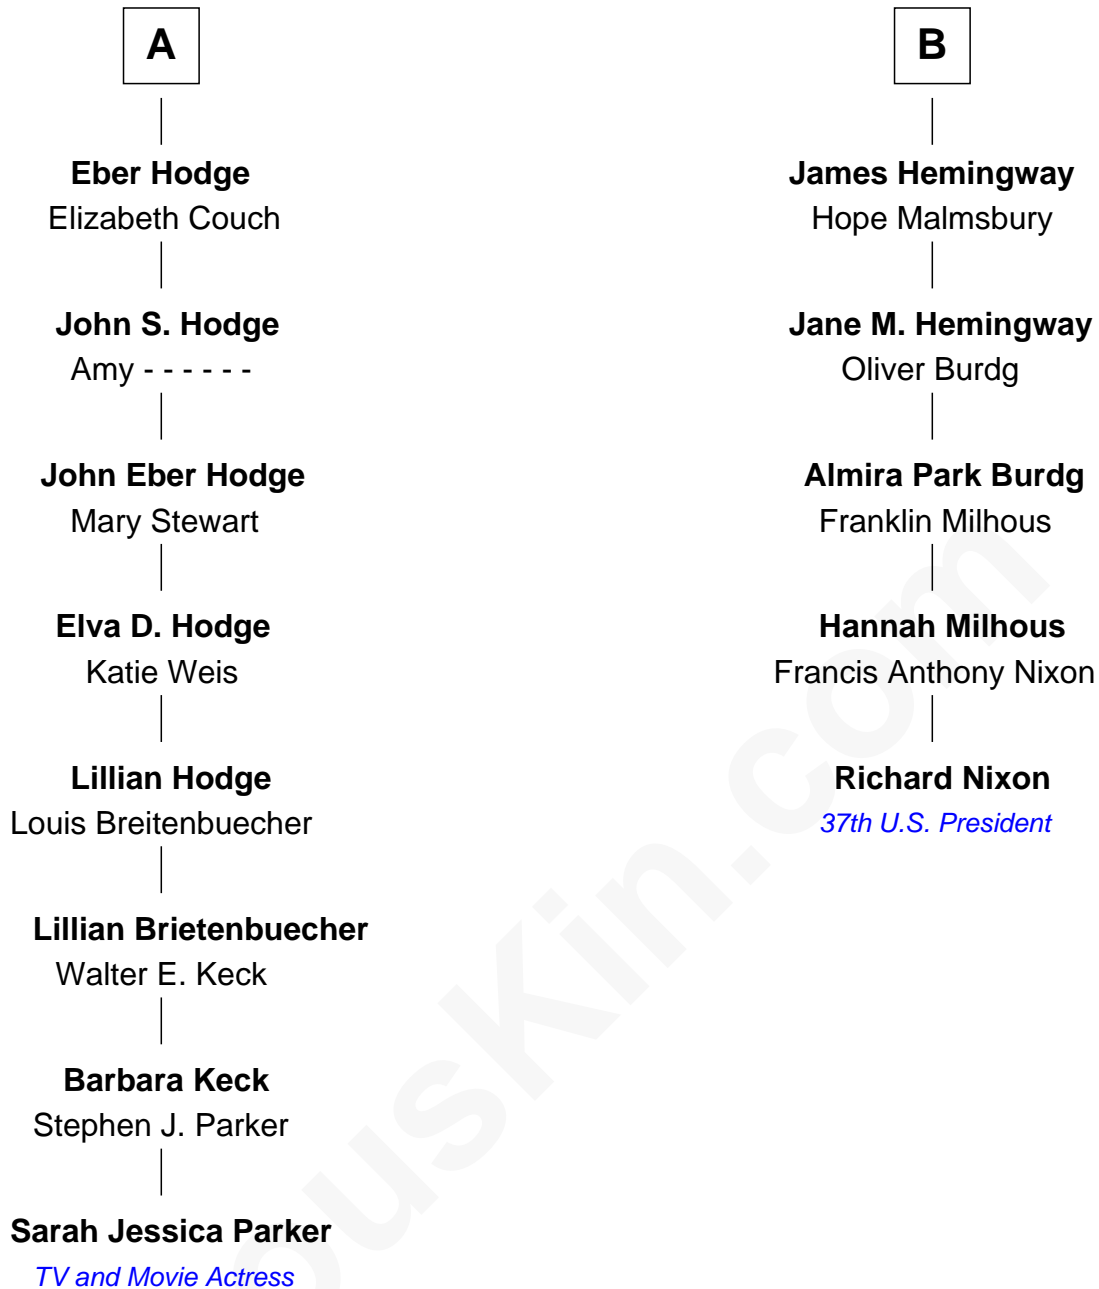 A
Eber Hodge
Elizabeth Couch
John S. Hodge
Amy - - - - - -
John Eber Hodge
Mary Stewart
Elva D. Hodge
Katie Weis
Lillian Hodge
Louis Breitenbuecher
Lillian Brietenbuecher
Walter E. Keck
Barbara Keck
Stephen J. Parker
Sarah Jessica Parker
TV and Movie Actress
B
James Hemingway
Hope Malmsbury
Jane M. Hemingway
Oliver Burdg
Almira Park Burdg
Franklin Milhous
Hannah Milhous
Francis Anthony Nixon
Richard Nixon
37th U.S. President
ousKin.com